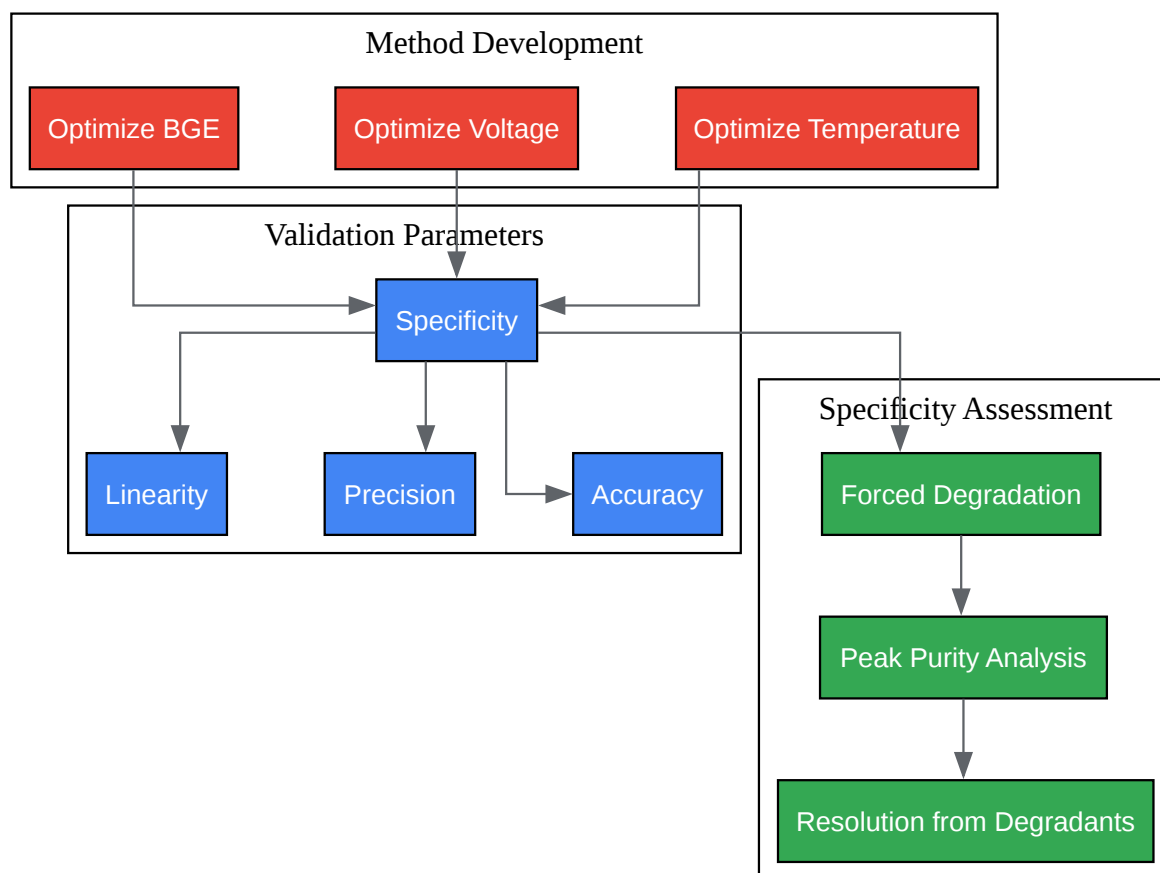 Method Development
Optimize BGE
Optimize Voltage
Optimize Temperature
Validation Parameters
Specificity
Specificity Assessment
Linearity
Precision
Accuracy
Forced Degradation
Peak Purity Analysis
Resolution from Degradants